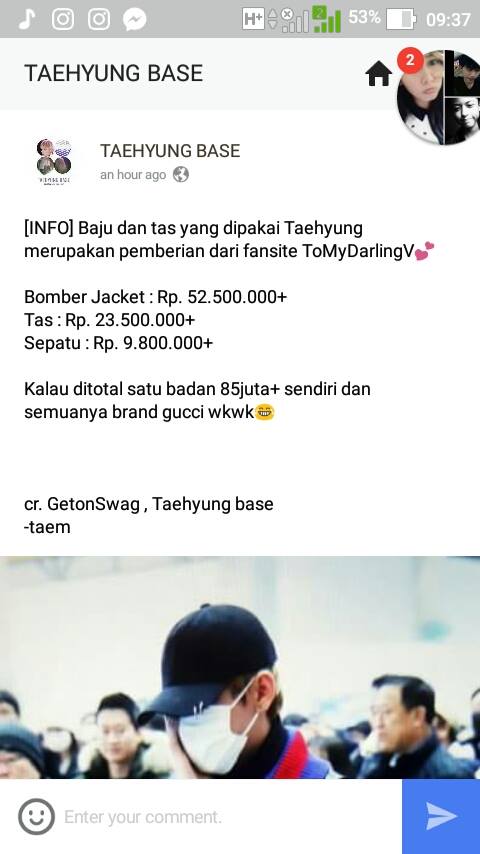 H+ 2 53% 09:37
TAEHYUNG BASE
2
TAEHYUNG BASE
an hour ago
[INFO] Baju dan tas yang dipakai Taehyung
merupakan pemberian dari fansite ToMyDarlingV💕
Bomber Jacket : Rp. 52.500.000+
Tas : Rp. 23.500.000+
Sepatu : Rp. 9.800.000+
Kalau ditotal satu badan 85juta+ sendiri dan
semuanya brand gucci wkwk😂
cr. GetonSwag , Taehyung base
-taem
Enter your comment.